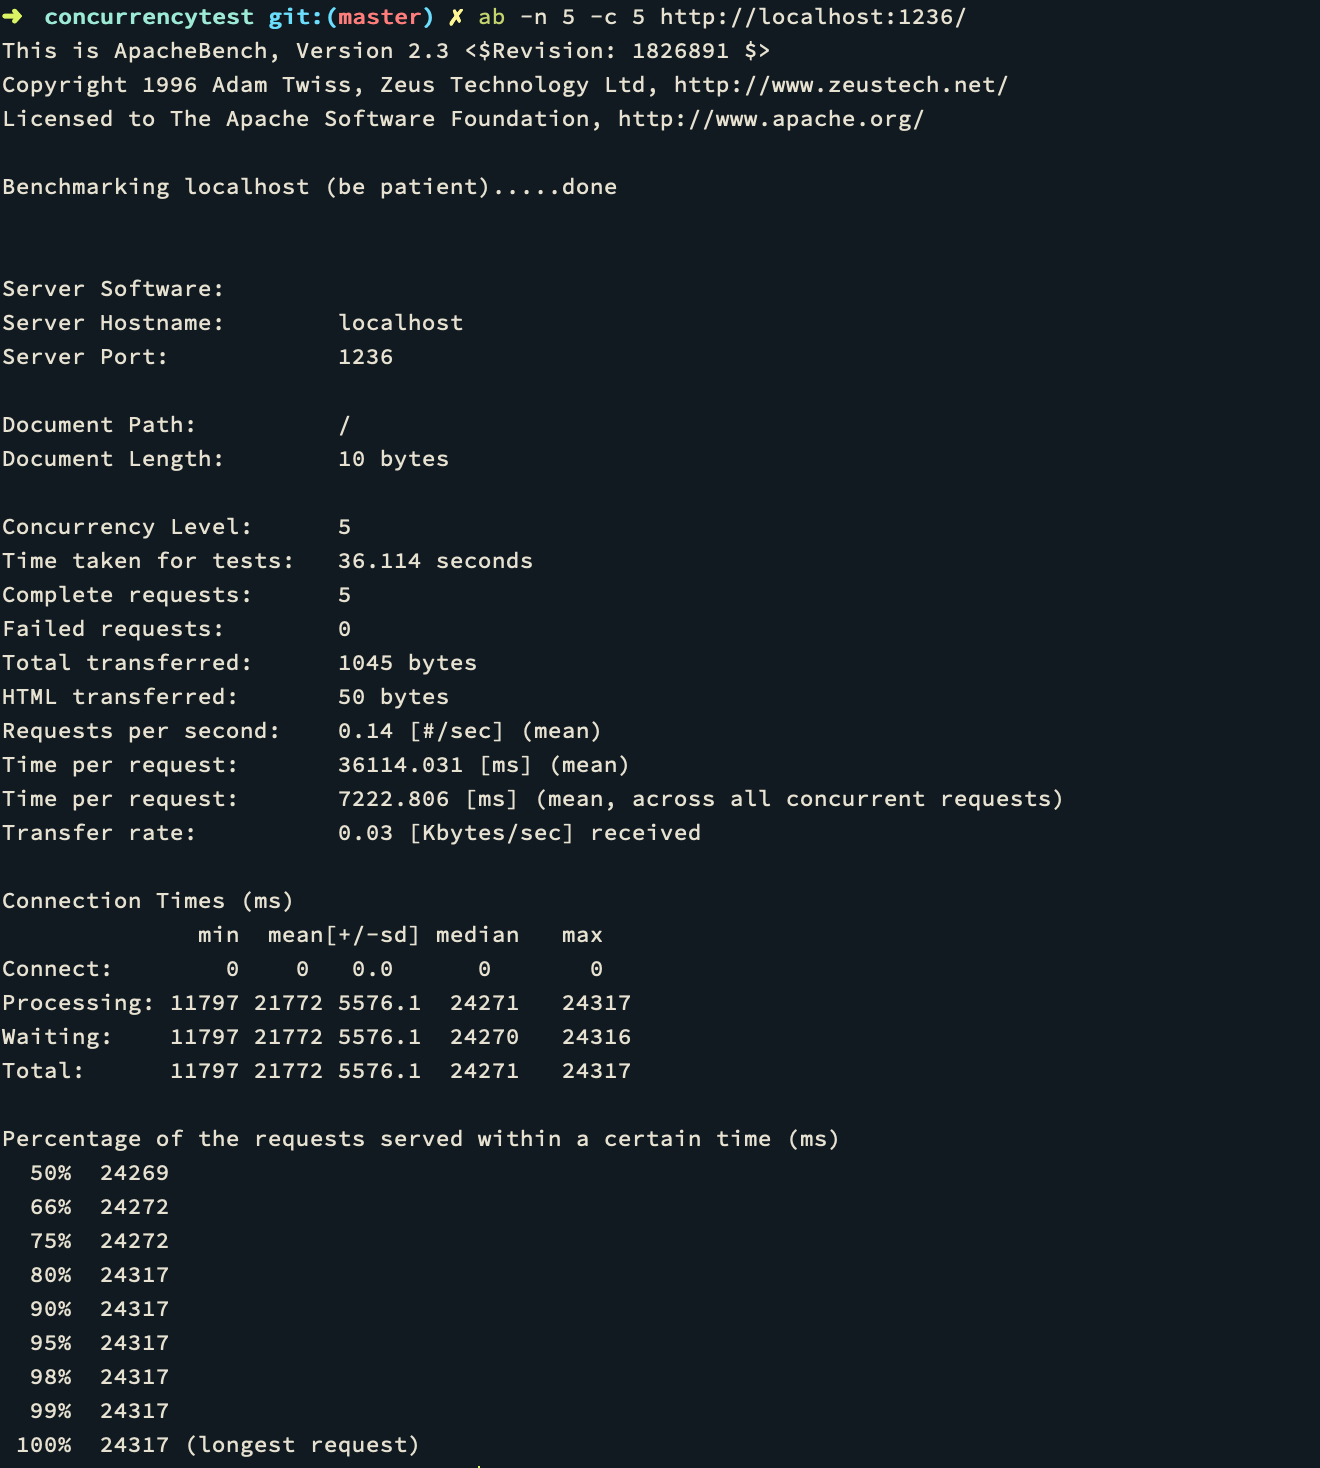 ➜  concurrencytest git:(master) ✗ ab -n 5 -c 5 http://localhost:1236/
This is ApacheBench, Version 2.3 <$Revision: 1826891 $>
Copyright 1996 Adam Twiss, Zeus Technology Ltd, http://www.zeustech.net/
Licensed to The Apache Software Foundation, http://www.apache.org/

Benchmarking localhost (be patient).....done


Server Software:
Server Hostname:        localhost
Server Port:            1236

Document Path:          /
Document Length:        10 bytes

Concurrency Level:      5
Time taken for tests:   36.114 seconds
Complete requests:      5
Failed requests:        0
Total transferred:      1045 bytes
HTML transferred:       50 bytes
Requests per second:    0.14 [#/sec] (mean)
Time per request:       36114.031 [ms] (mean)
Time per request:       7222.806 [ms] (mean, across all concurrent requests)
Transfer rate:          0.03 [Kbytes/sec] received

Connection Times (ms)
              min  mean[+/-sd] median   max
Connect:        0    0   0.0      0       0
Processing: 11797 21772 5576.1  24271   24317
Waiting:    11797 21772 5576.1  24270   24316
Total:      11797 21772 5576.1  24271   24317

Percentage of the requests served within a certain time (ms)
  50%  24269
  66%  24272
  75%  24272
  80%  24317
  90%  24317
  95%  24317
  98%  24317
  99%  24317
 100%  24317 (longest request)